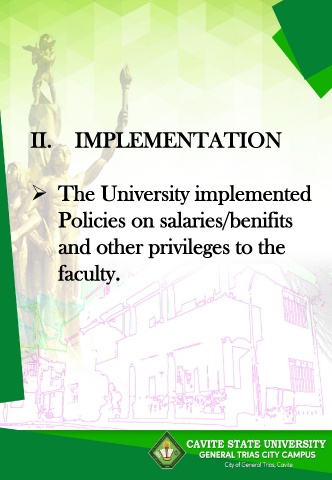 II. IMPLEMENTATION
➢ The University implemented
Policies on salaries/benifits
and other privileges to the
faculty.
CAVITE STATE UNIVERSITY
GENERAL TRIAS CITY CAMPUS
City of General Trias, Cavite